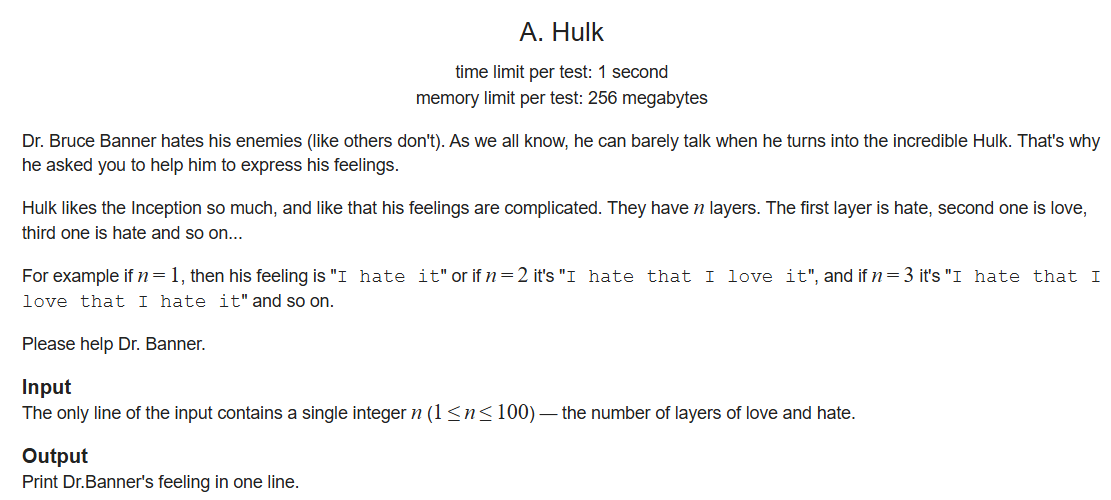 A. Hulk
time limit per test: 1 second
memory limit per test: 256 megabytes
Dr. Bruce Banner hates his enemies (like others don't). As we all know, he can barely talk when he turns into the incredible Hulk. That's why
he asked you to help him to express his feelings.
Hulk likes the Inception so much, and like that his feelings are complicated. They have n layers. The first layer is hate, second one is love,
third one is hate and so on...
For example if n = 1, then his feeling is "I hate it" or if n = 2 it's "I hate that I love it", and if n = 3 it's "I hate that I
love that I hate it" and so on.
Please help Dr. Banner.
Input
The only line of the input contains a single integer n (1 ≤ n ≤ 100) — the number of layers of love and hate.
Output
Print Dr.Banner's feeling in one line.